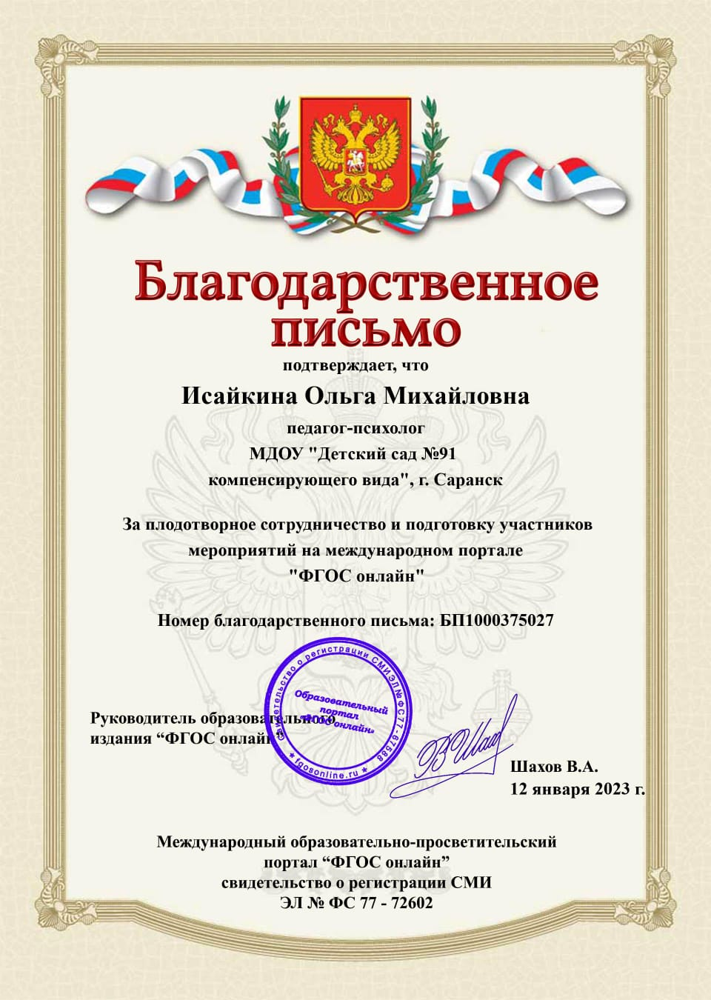 Благодарственное
письмо
подтверждает, что
Исайкина Ольга Михайловна
педагог-психолог
МДОУ "Детский сад №91
компенсирующего вида", г. Саранск
За плодотворное сотрудничество и подготовку участников
мероприятий на международном портале
"ФГОС онлайн"
Номер благодарственного письма: БП1000375027
Свидетельство о регистрации СМИ ЭЛ № ФС77-67588
* fgosonline.ru *
Образовательный
портал
«ФГОС онлайн»
Руководитель образовательного
издания “ФГОС онлайн”
Шахов В.А.
12 января 2023 г.
Международный образовательно-просветительский
портал “ФГОС онлайн”
свидетельство о регистрации СМИ
ЭЛ № ФС 77 - 72602